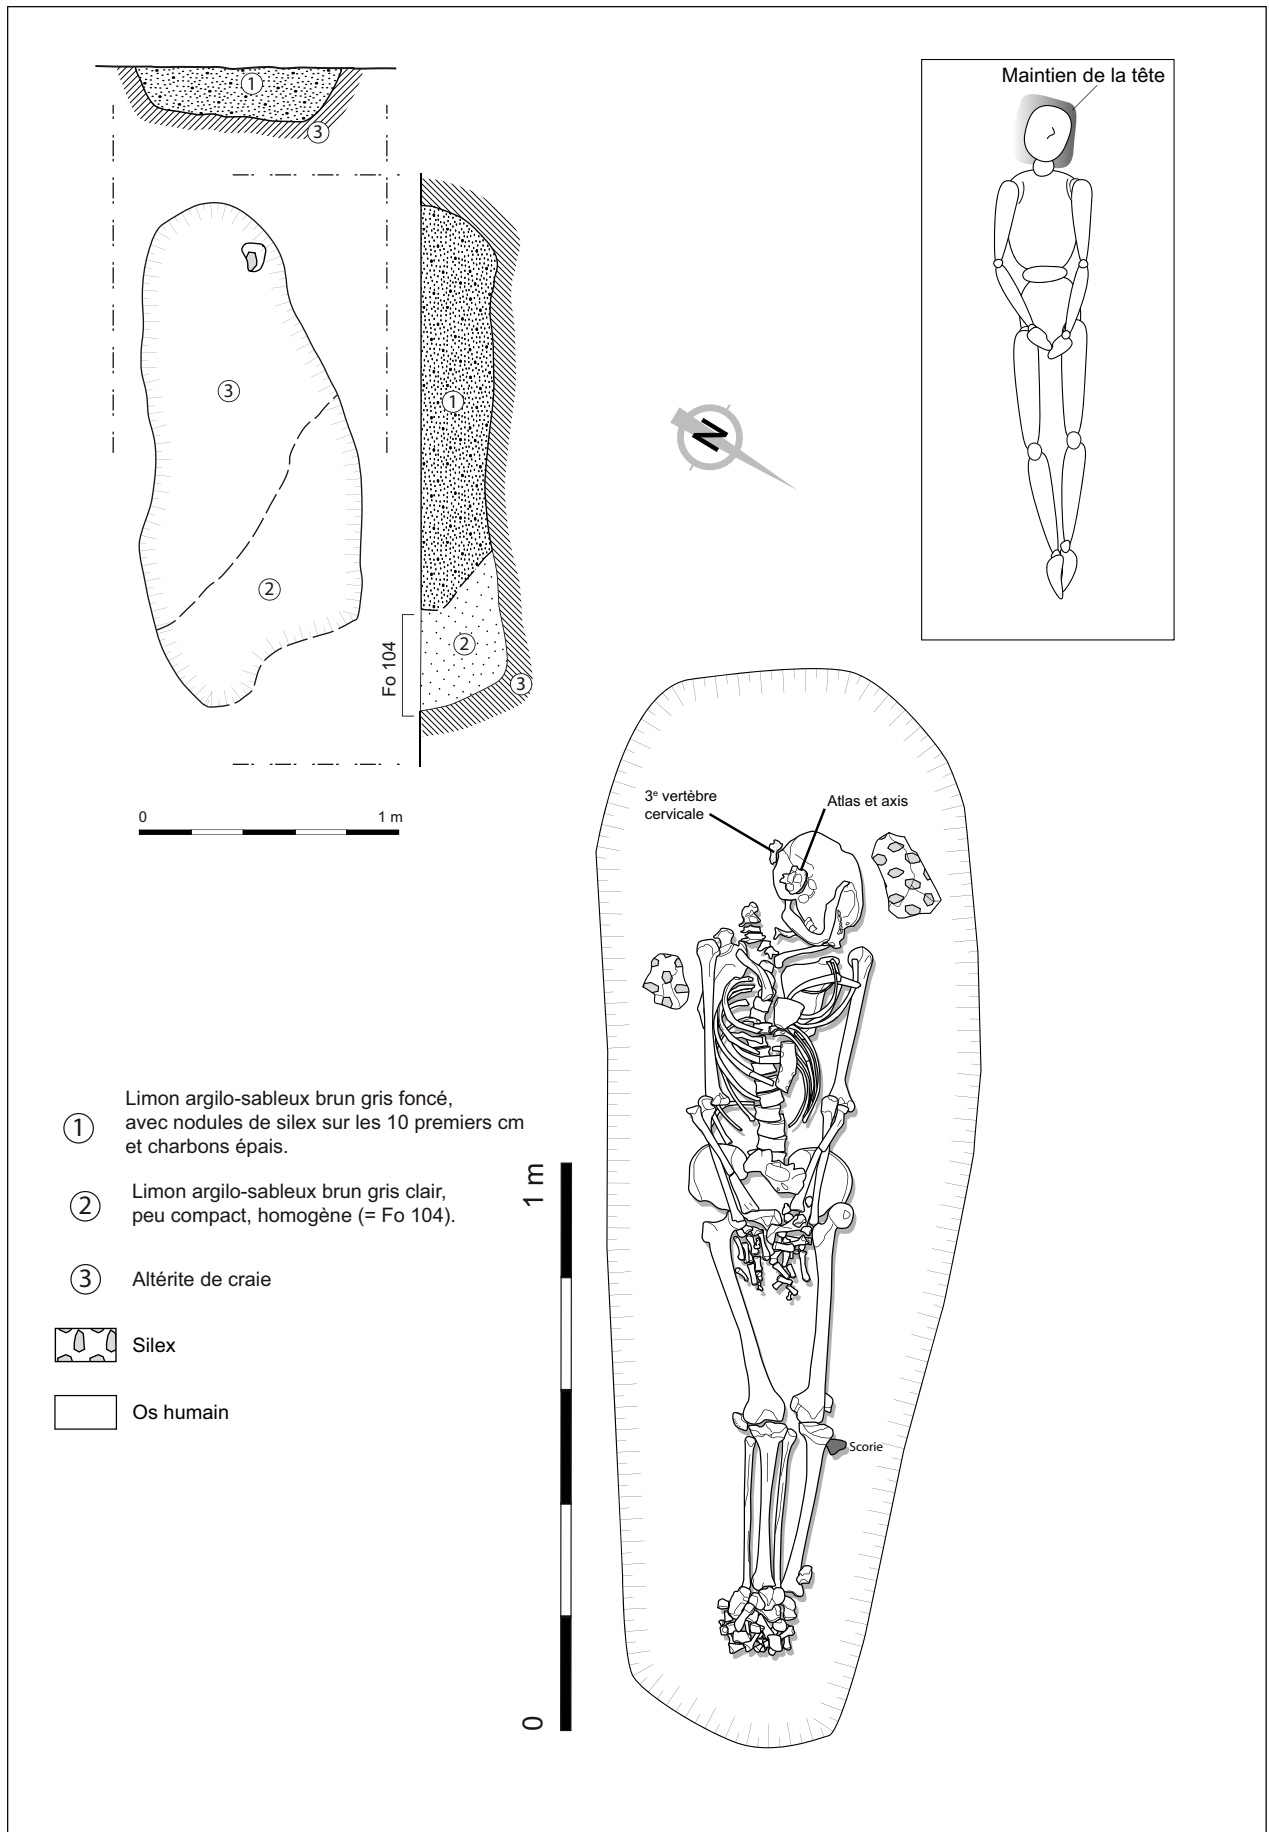 Maintien de la tête
1
3
3
1
2
2
3
Fo 104
N
0 1 m
3e vertèbre
cervicale
Atlas et axis
1
Limon argilo-sableux brun gris foncé,
avec nodules de silex sur les 10 premiers cm
et charbons épais.
2
Limon argilo-sableux brun gris clair,
peu compact, homogène (= Fo 104).
3
Altérite de craie
Silex
Os humain
1 m
0
Scorie